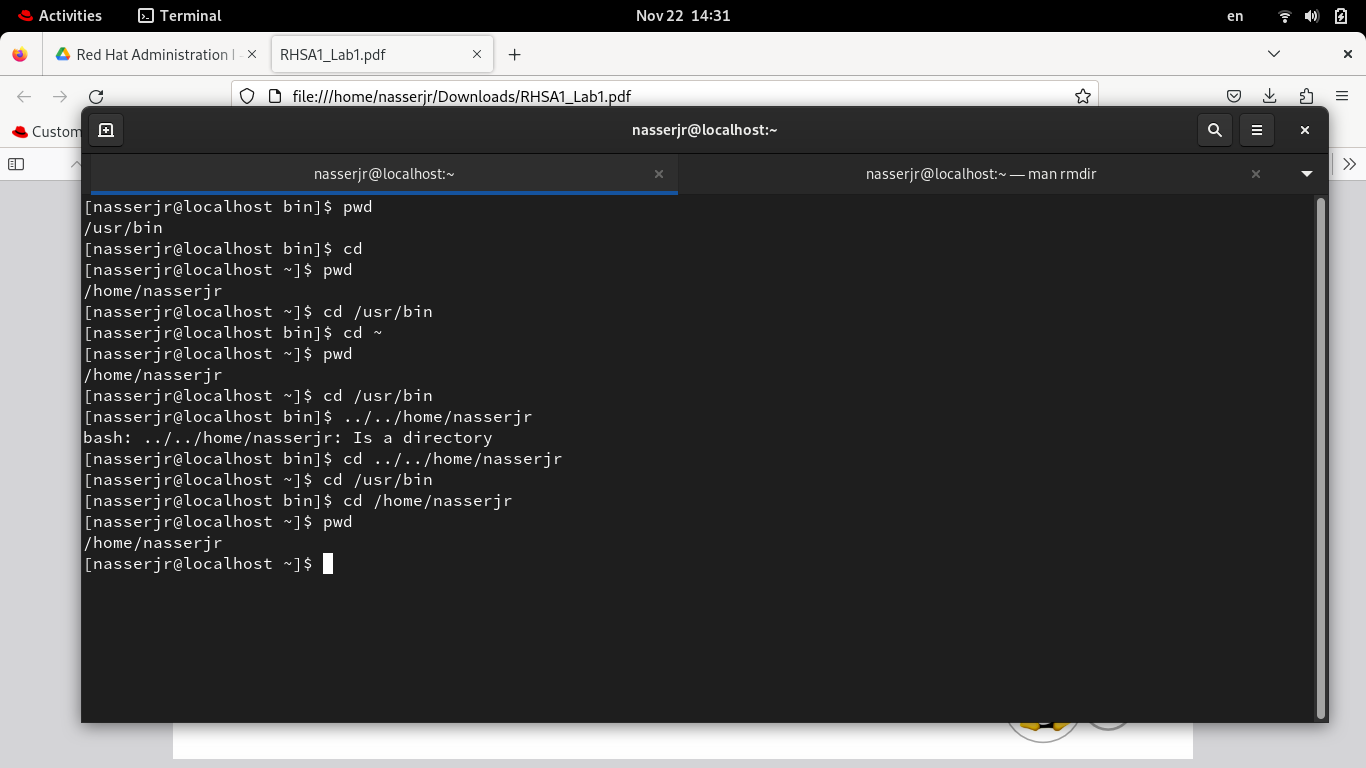 Activities
Terminal
Nov 22 14:31
en
Red Hat Administration I -
RHSA1_Lab1.pdf
file:///home/nasserjr/Downloads/RHSA1_Lab1.pdf
Custom
nasserjr@localhost:~
nasserjr@localhost:~
nasserjr@localhost:~ — man rmdir
[nasserjr@localhost bin]$ pwd
/usr/bin
[nasserjr@localhost bin]$ cd
[nasserjr@localhost ~]$ pwd
/home/nasserjr
[nasserjr@localhost ~]$ cd /usr/bin
[nasserjr@localhost bin]$ cd ~
[nasserjr@localhost ~]$ pwd
/home/nasserjr
[nasserjr@localhost ~]$ cd /usr/bin
[nasserjr@localhost bin]$ ../../home/nasserjr
bash: ../../home/nasserjr: Is a directory
[nasserjr@localhost bin]$ cd ../../home/nasserjr
[nasserjr@localhost ~]$ cd /usr/bin
[nasserjr@localhost bin]$ cd /home/nasserjr
[nasserjr@localhost ~]$ pwd
/home/nasserjr
[nasserjr@localhost ~]$